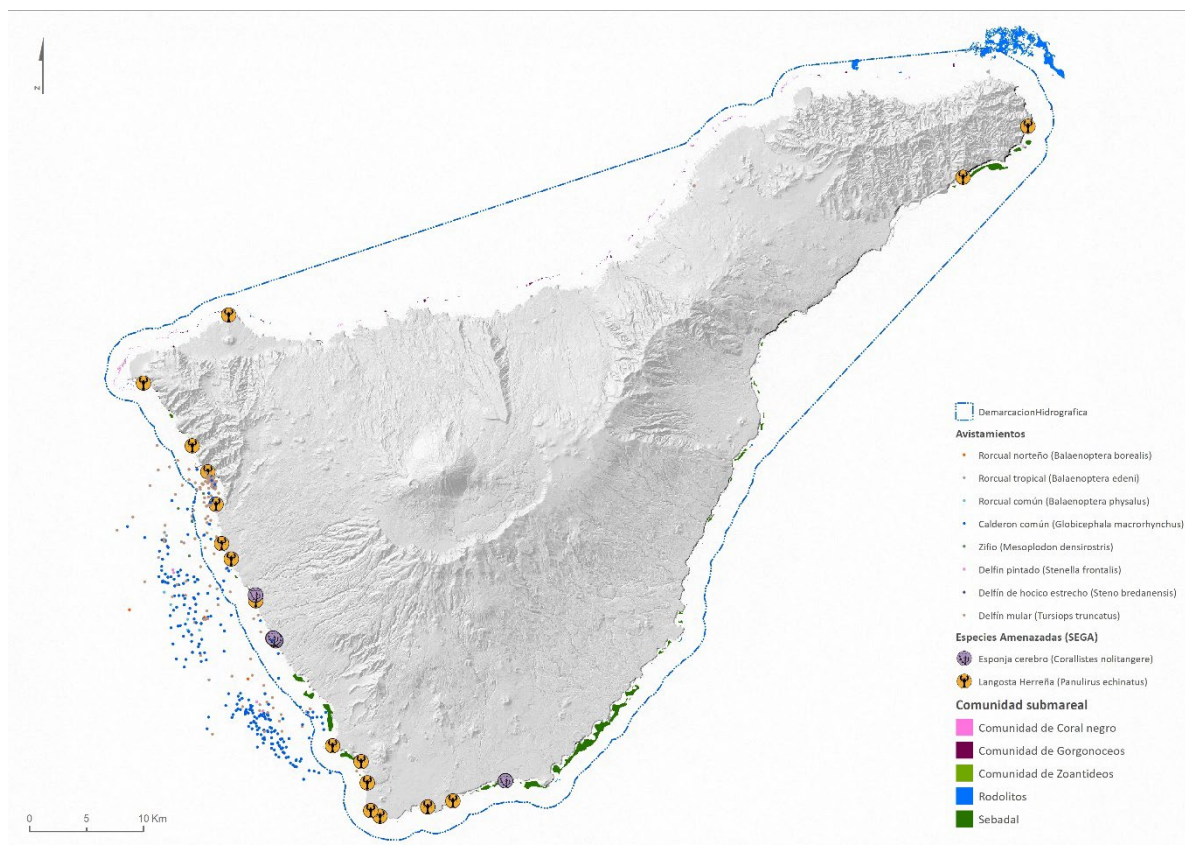 N
DemarcacionHidrografica
Avistamientos
Rorcual norteño (Balaenoptera borealis)
Rorcual tropical (Balaenoptera edeni)
Rorcual común (Balaenoptera physalus)
Calderon común (Globicephala macrorhynchus)
Zifio (Mesoplodon densirostris)
Delfin pintado (Stenella frontalis)
Delfín de hocico estrecho (Steno bredanensis)
Delfín mular (Tursiops truncatus)
Especies Amenazadas (SEGA)
Esponja cerebro (Corallistes nolitangere)
Langosta Herreña (Panulirus echinatus)
Comunidad submareal
Comunidad de Coral negro
Comunidad de Gorgonoceos
Comunidad de Zoantideos
Rodolitos
Sebadal
0 5 10 Km